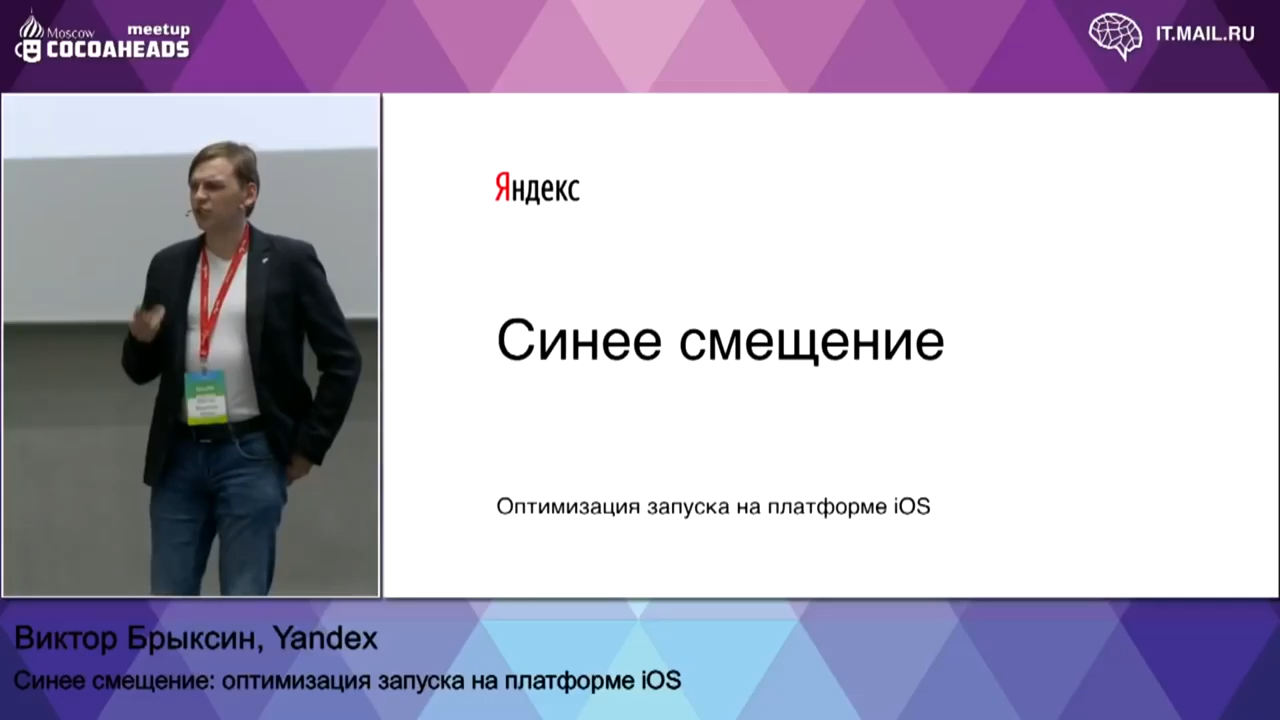 Moscow meetup
COCOAHEADS
IT.MAIL.RU
Яндекс
Синее смещение
Оптимизация запуска на платформе iOS
Виктор Брыксин, Yandex
Синее смещение: оптимизация запуска на платформе iOS